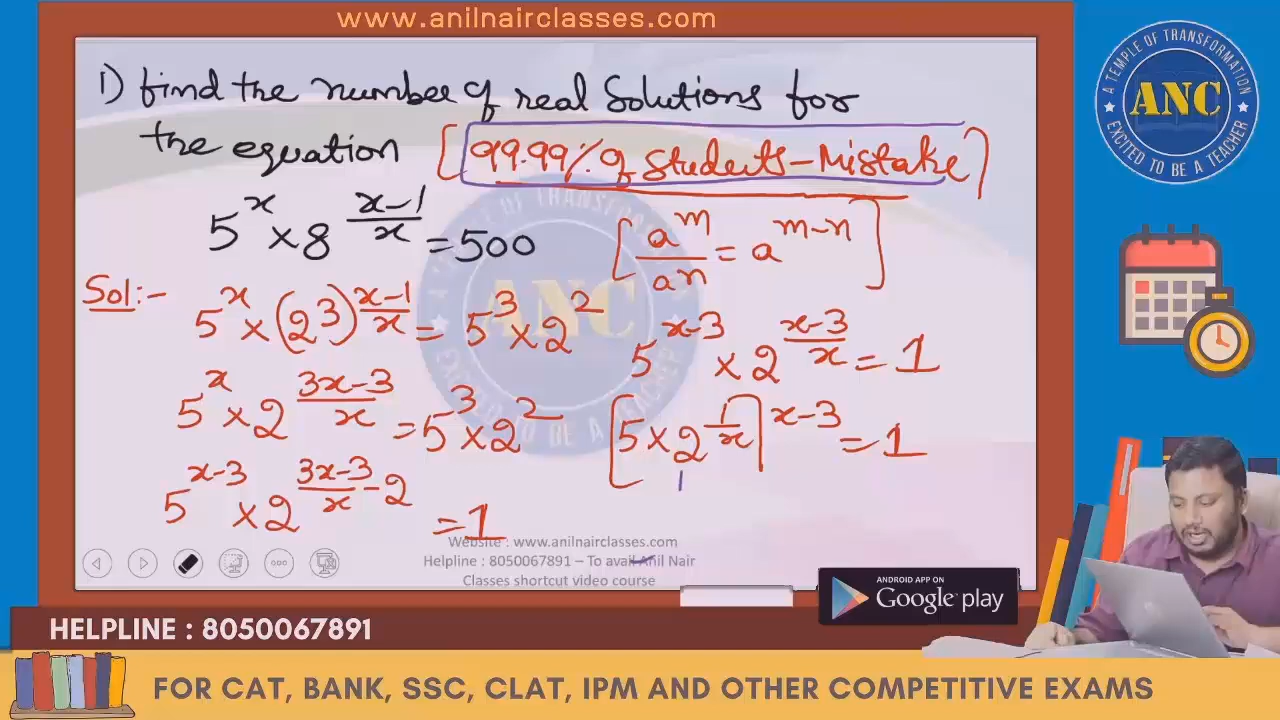 www.anilnairclasses.com
1) find the number of real solutions for
the equation [99.99% of students-Mistake]
5^x × 8^((x-1)/x) = 500
[a^m/a^n = a^(m-n)]
Sol:-
5^x × (2^3)^((x-1)/x) = 5^3 × 2^2
5^x × 2^((3x-3)/x) = 5^3 × 2^2
5^(x-3) × 2^((3x-3)/x - 2) = 1
5^(x-3) × 2^((x-3)/x) = 1
[5 × 2^(1/x)]^(x-3) = 1
Website : www.anilnairclasses.com
Helpline : 8050067891 – To avail Anil Nair
Classes shortcut video course
A TEMPLE OF TRANSFORMATION
ANC
EXCITED TO BE A TEACHER
ANDROID APP ON
Google play
HELPLINE : 8050067891
FOR CAT, BANK, SSC, CLAT, IPM AND OTHER COMPETITIVE EXAMS